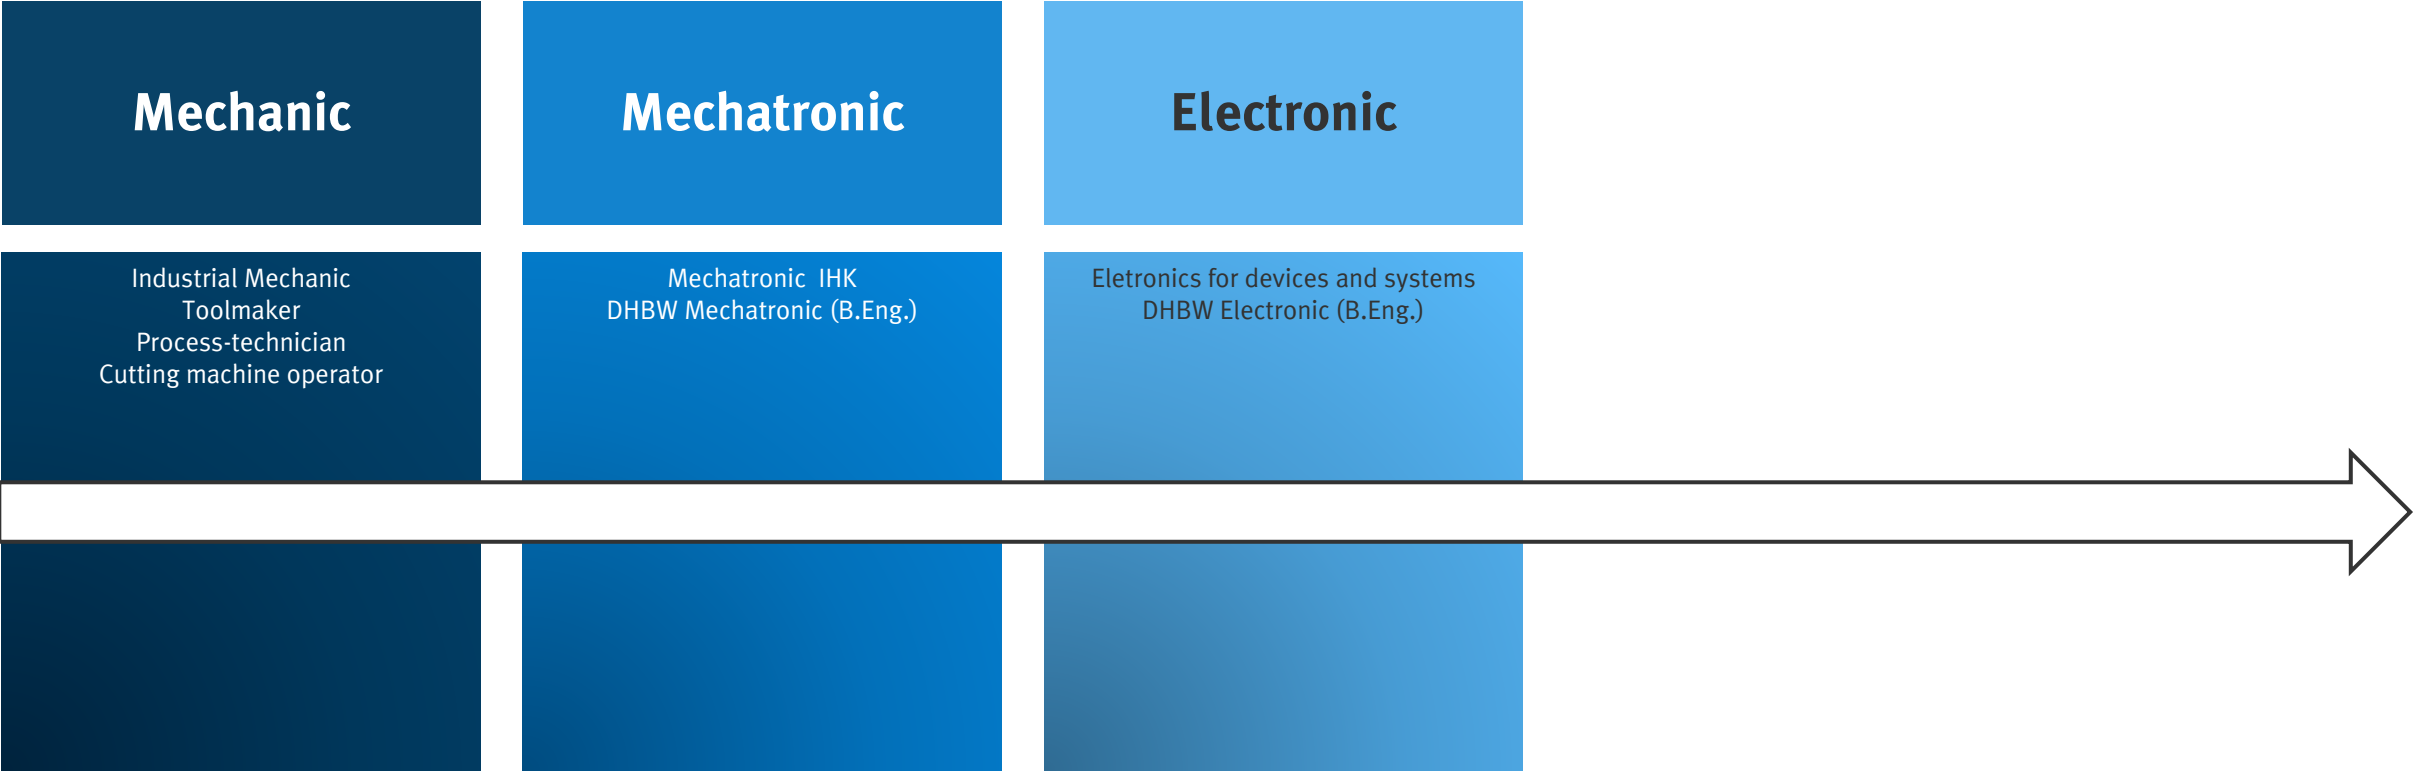 Mechanic
Industrial Mechanic
Toolmaker
Process-technician
Cutting machine operator
Mechatronic
Mechatronic  IHK
DHBW Mechatronic (B.Eng.)
Electronic
Eletronics for devices and systems
DHBW Electronic (B.Eng.)